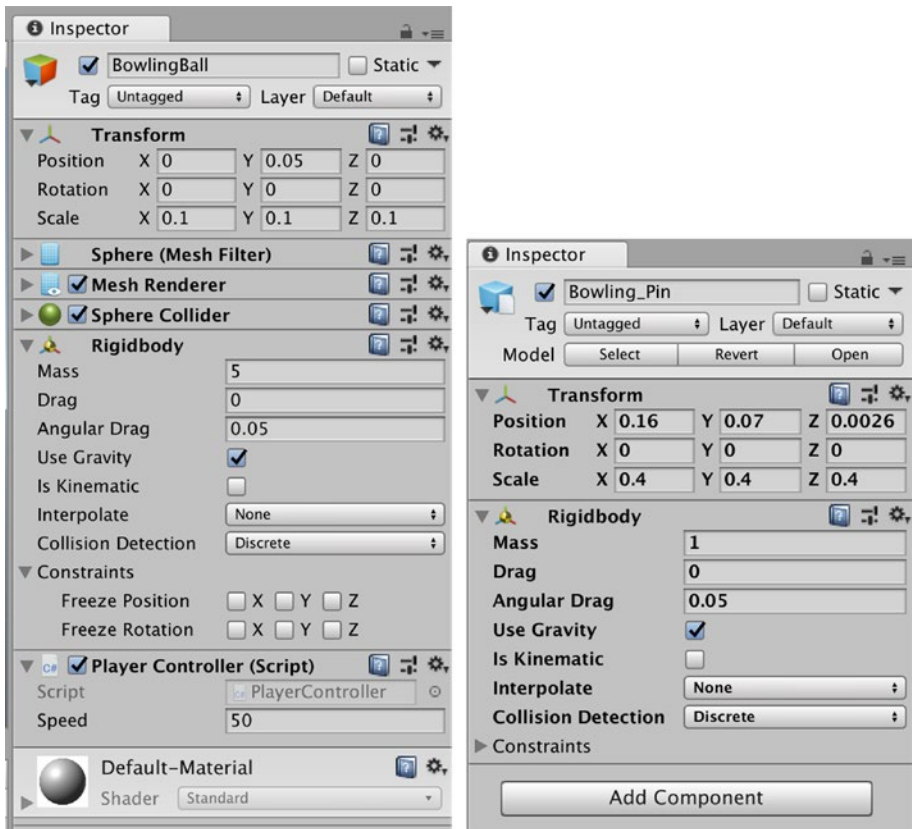 Inspector
BowlingBall Static
Tag Untagged Layer Default
Transform
Position X 0 Y 0.05 Z 0
Rotation X 0 Y 0 Z 0
Scale X 0.1 Y 0.1 Z 0.1
Sphere (Mesh Filter)
Mesh Renderer
Sphere Collider
Rigidbody
Mass 5
Drag 0
Angular Drag 0.05
Use Gravity
Is Kinematic
Interpolate None
Collision Detection Discrete
Constraints
Freeze Position X Y Z
Freeze Rotation X Y Z
C# Player Controller (Script)
Script PlayerController
Speed 50
Default-Material
Shader Standard
Inspector
Bowling_Pin Static
Tag Untagged Layer Default
Model Select Revert Open
Transform
Position X 0.16 Y 0.07 Z 0.0026
Rotation X 0 Y 0 Z 0
Scale X 0.4 Y 0.4 Z 0.4
Rigidbody
Mass 1
Drag 0
Angular Drag 0.05
Use Gravity
Is Kinematic
Interpolate None
Collision Detection Discrete
Constraints
Add Component